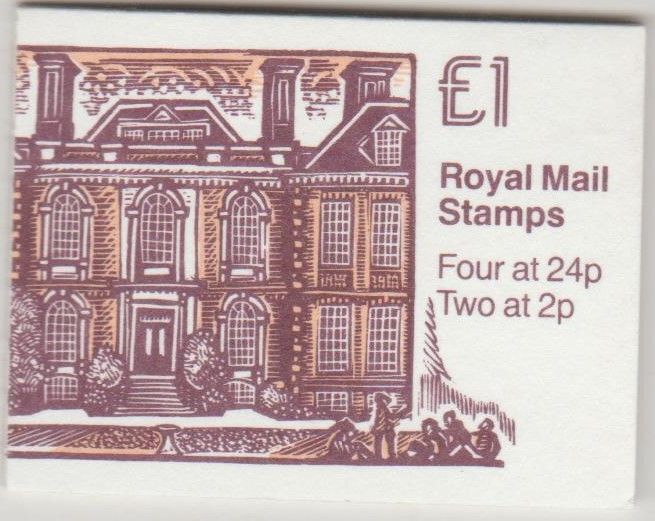 £1
Royal Mail
Stamps
Four at 24p
Two at 2p